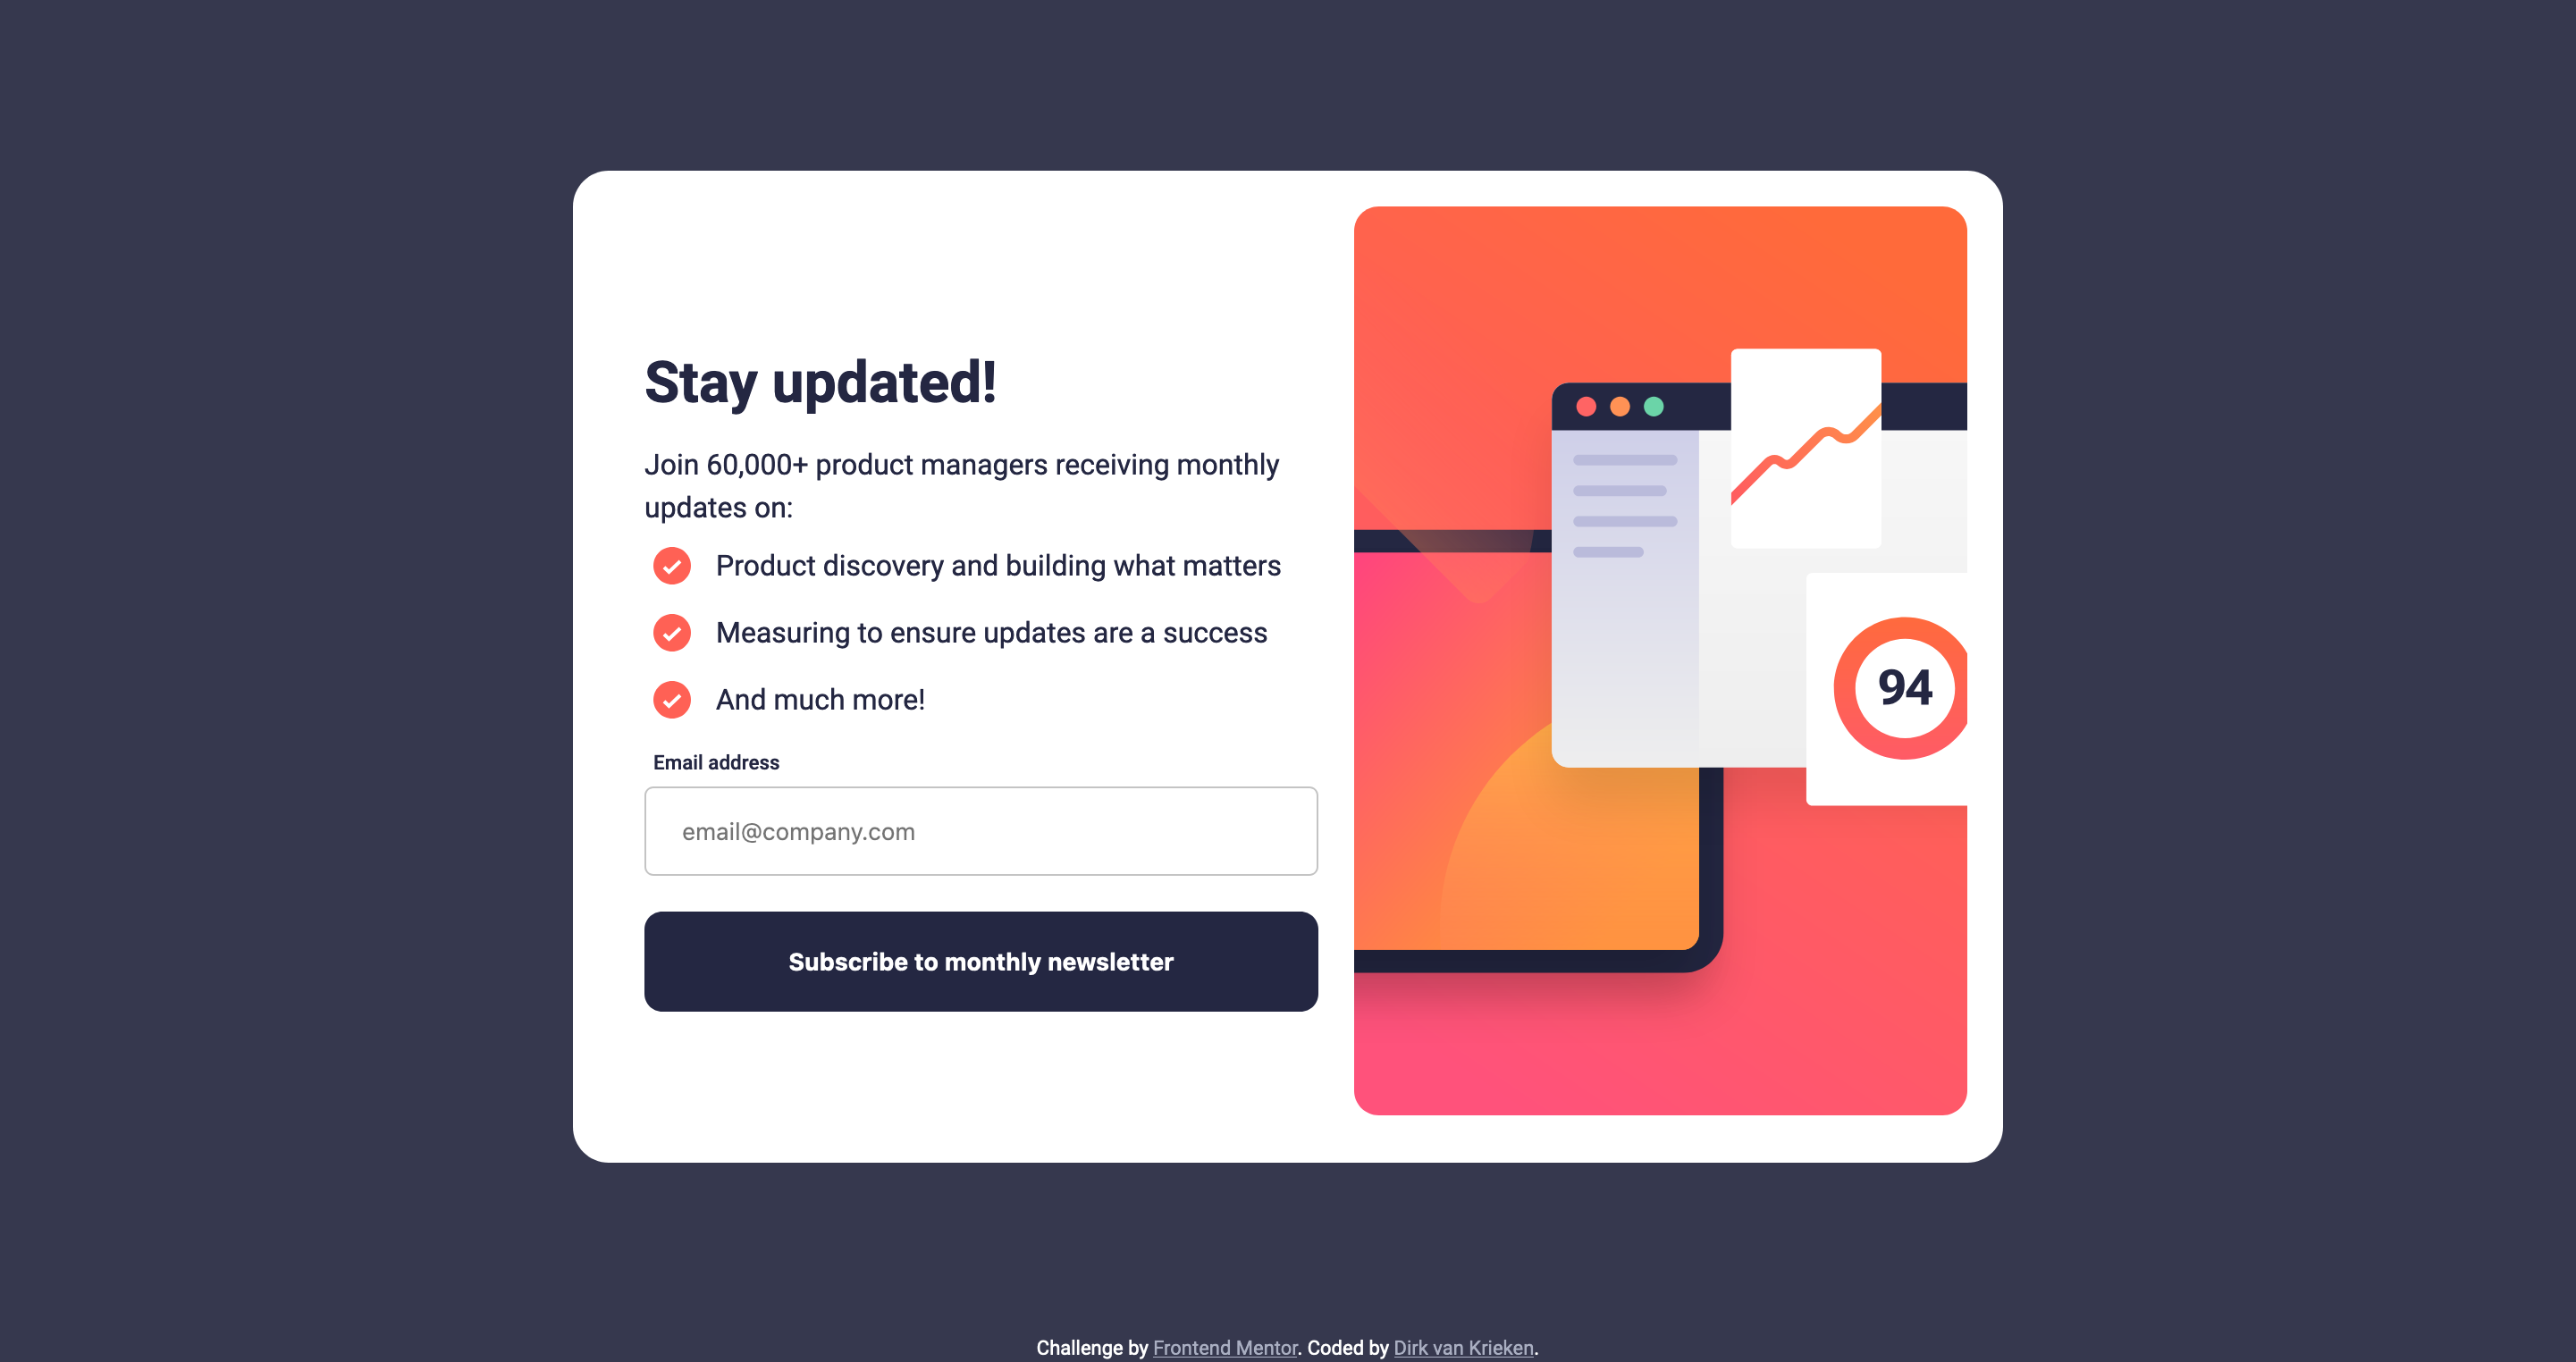 Stay updated!
Join 60,000+ product managers receiving monthly
updates on:
Product discovery and building what matters
Measuring to ensure updates are a success
And much more!
Email address
email@company.com
Subscribe to monthly newsletter
94
Challenge by Frontend Mentor. Coded by Dirk van Krieken.